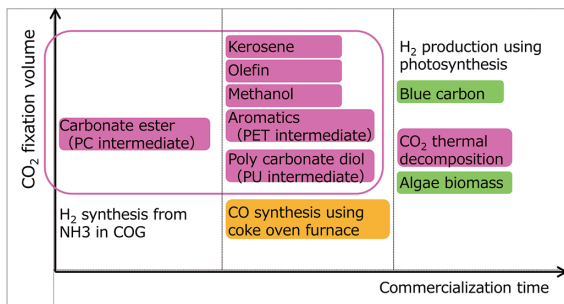 CO₂ fixation volume
Carbonate ester
（PC intermediate）
H₂ synthesis from
NH3 in COG
Kerosene
Olefin
Methanol
Aromatics
（PET intermediate）
Poly carbonate diol
（PU intermediate）
CO synthesis using
coke oven furnace
H₂ production using
photosynthesis
Blue carbon
CO₂ thermal
decomposition
Algae biomass
Commercialization time